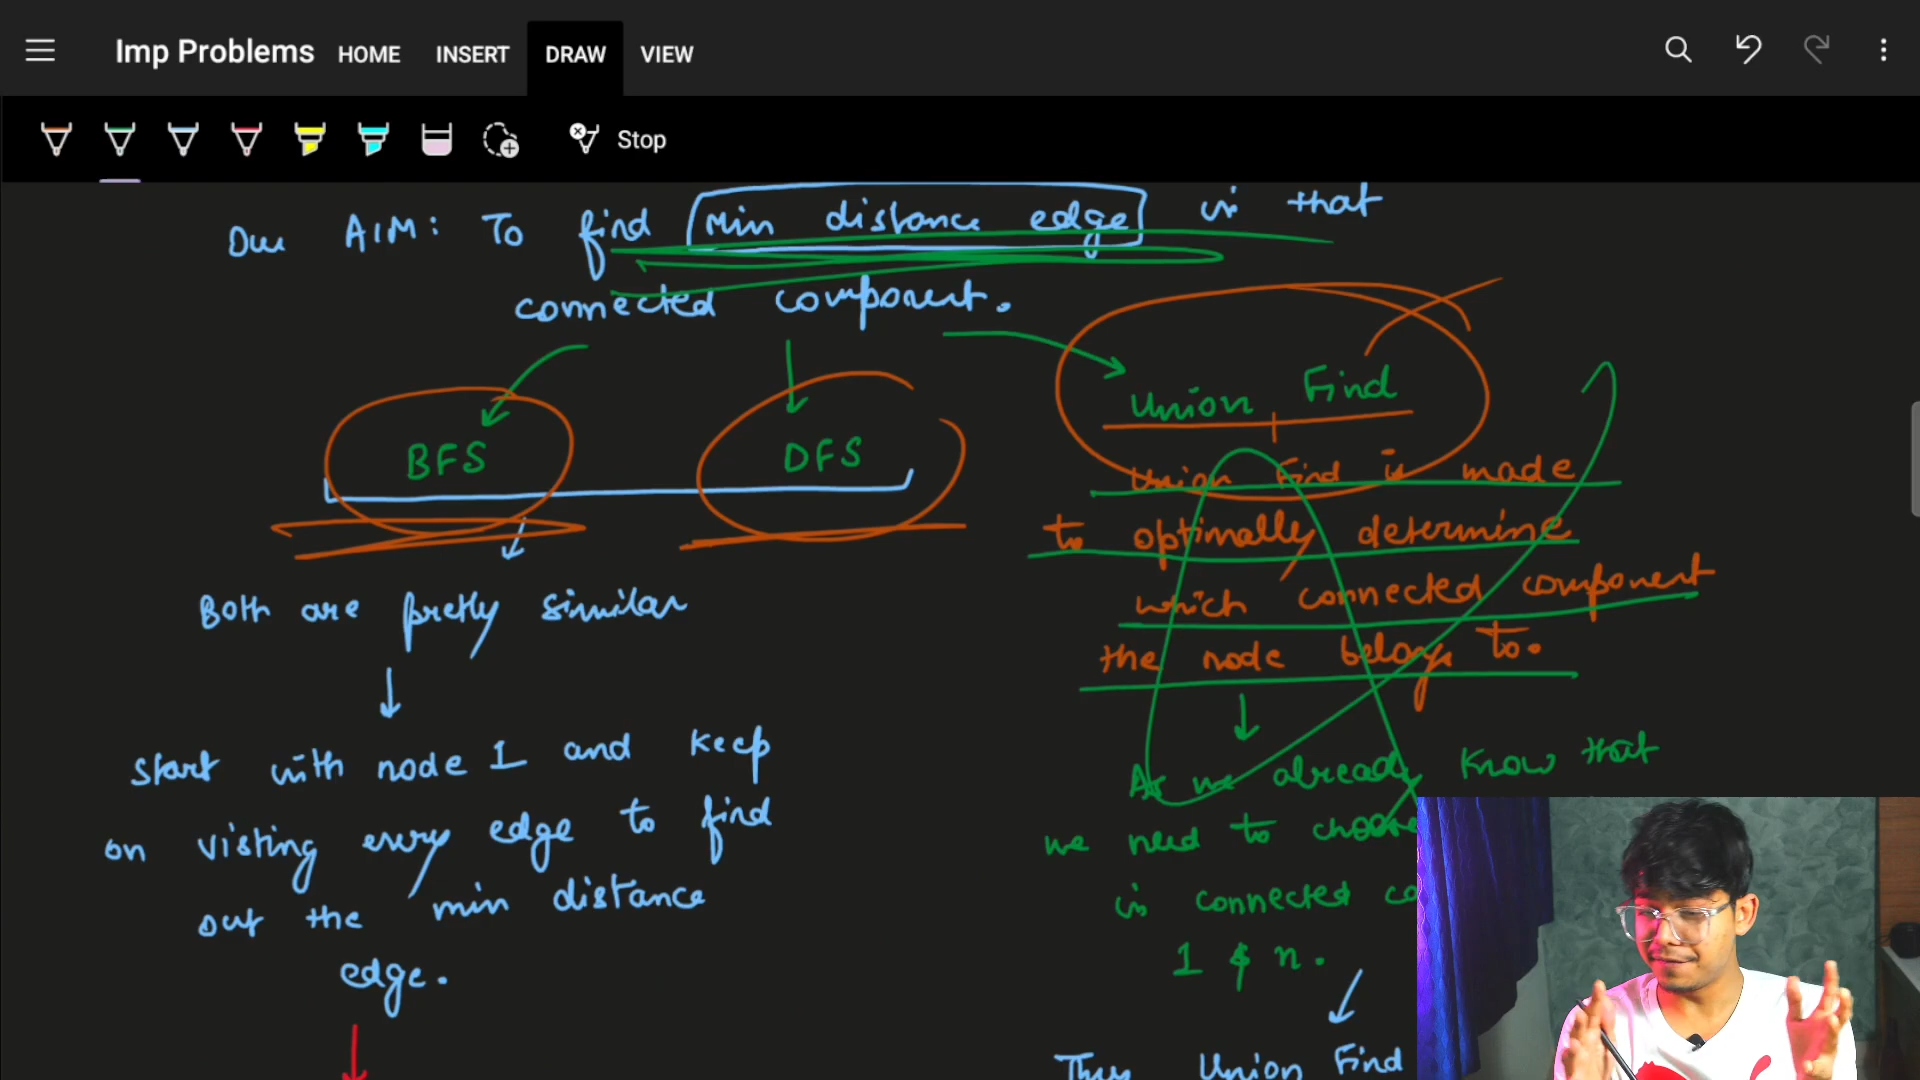 Imp Problems HOME INSERT DRAW VIEW
Stop
Our AIM: To find min distance edge in that
connected component.
BFS
DFS
Union Find
Both are pretty similar
Start with node 1 and keep
on visting every edge to find
out the min distance
edge.
Union Find is made
to optimally determine
which connected component
the node belongs to.
As we already know that
we need to choose
in connected co
1 & n.
Thus Union Find